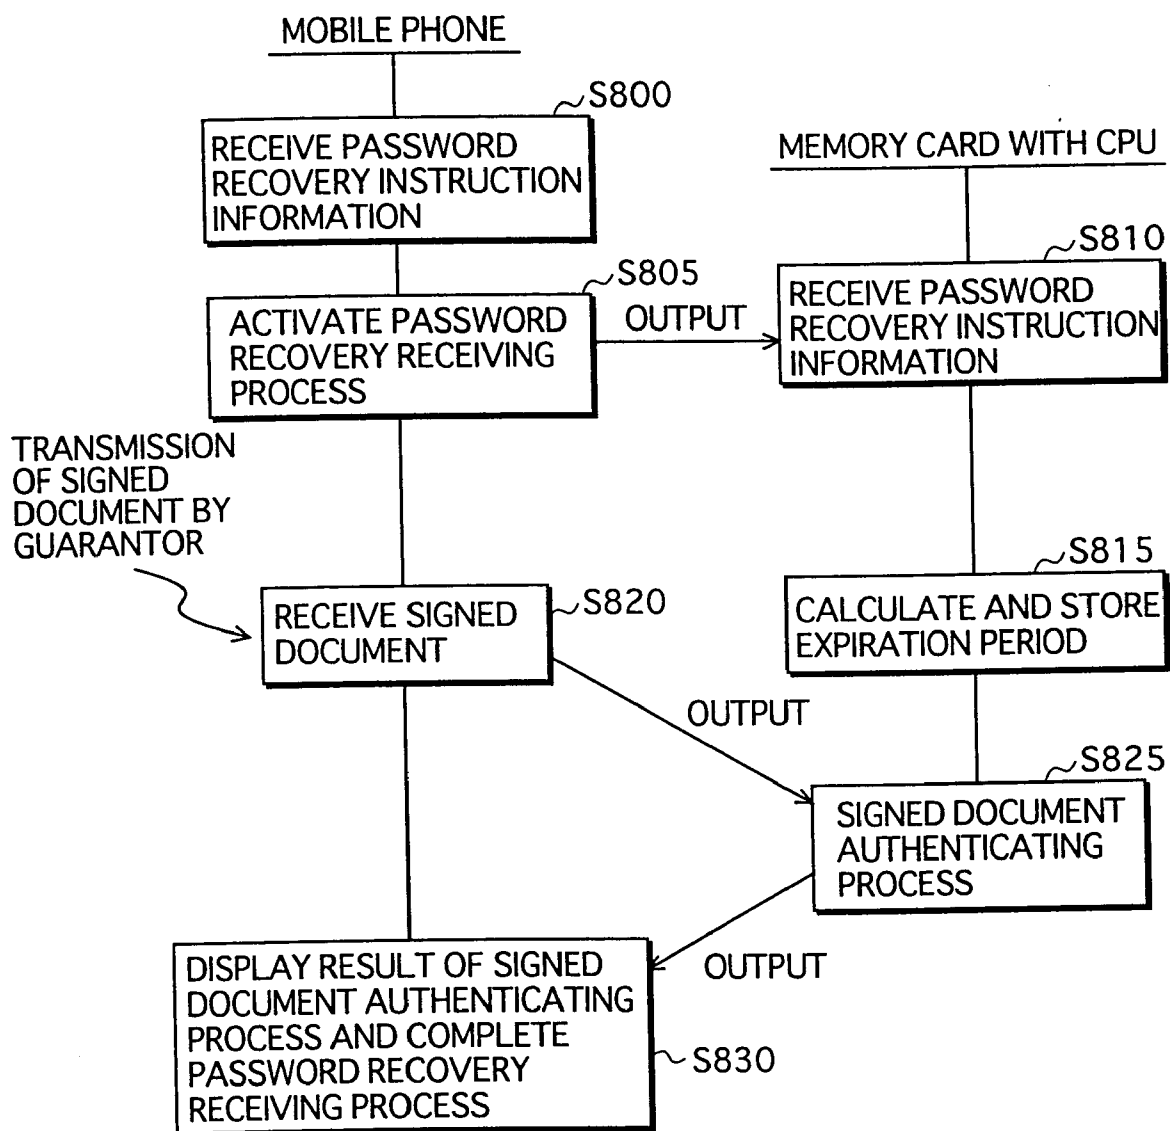 MOBILE PHONE
S800
RECEIVE PASSWORD
RECOVERY INSTRUCTION
INFORMATION
MEMORY CARD WITH CPU
S805
ACTIVATE PASSWORD
RECOVERY RECEIVING
PROCESS
OUTPUT
S810
RECEIVE PASSWORD
RECOVERY INSTRUCTION
INFORMATION
TRANSMISSION
OF SIGNED
DOCUMENT BY
GUARANTOR
S815
CALCULATE AND STORE
EXPIRATION PERIOD
S820
RECEIVE SIGNED
DOCUMENT
OUTPUT
S825
SIGNED DOCUMENT
AUTHENTICATING
PROCESS
OUTPUT
DISPLAY RESULT OF SIGNED
DOCUMENT AUTHENTICATING
PROCESS AND COMPLETE
PASSWORD RECOVERY
RECEIVING PROCESS
S830